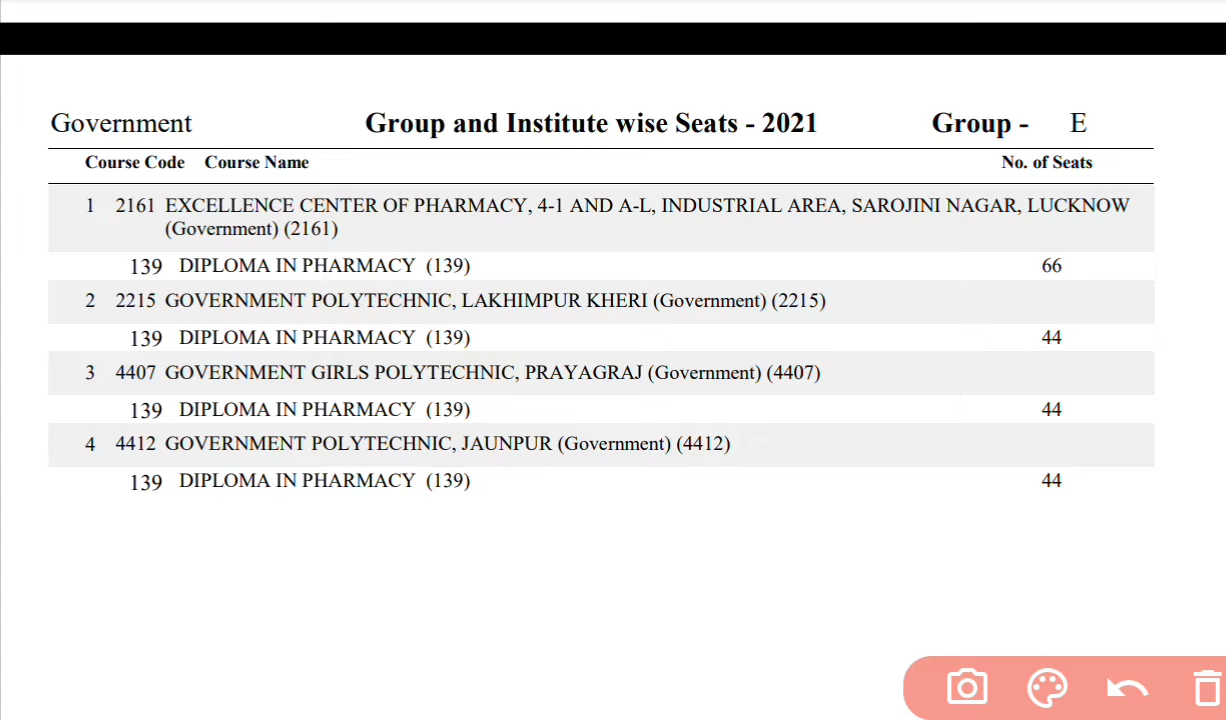 Government Group and Institute wise Seats - 2021 Group - E
Course Code Course Name No. of Seats
1 2161 EXCELLENCE CENTER OF PHARMACY, 4-1 AND A-L, INDUSTRIAL AREA, SAROJINI NAGAR, LUCKNOW
(Government) (2161)
139 DIPLOMA IN PHARMACY (139) 66
2 2215 GOVERNMENT POLYTECHNIC, LAKHIMPUR KHERI (Government) (2215)
139 DIPLOMA IN PHARMACY (139) 44
3 4407 GOVERNMENT GIRLS POLYTECHNIC, PRAYAGRAJ (Government) (4407)
139 DIPLOMA IN PHARMACY (139) 44
4 4412 GOVERNMENT POLYTECHNIC, JAUNPUR (Government) (4412)
139 DIPLOMA IN PHARMACY (139) 44